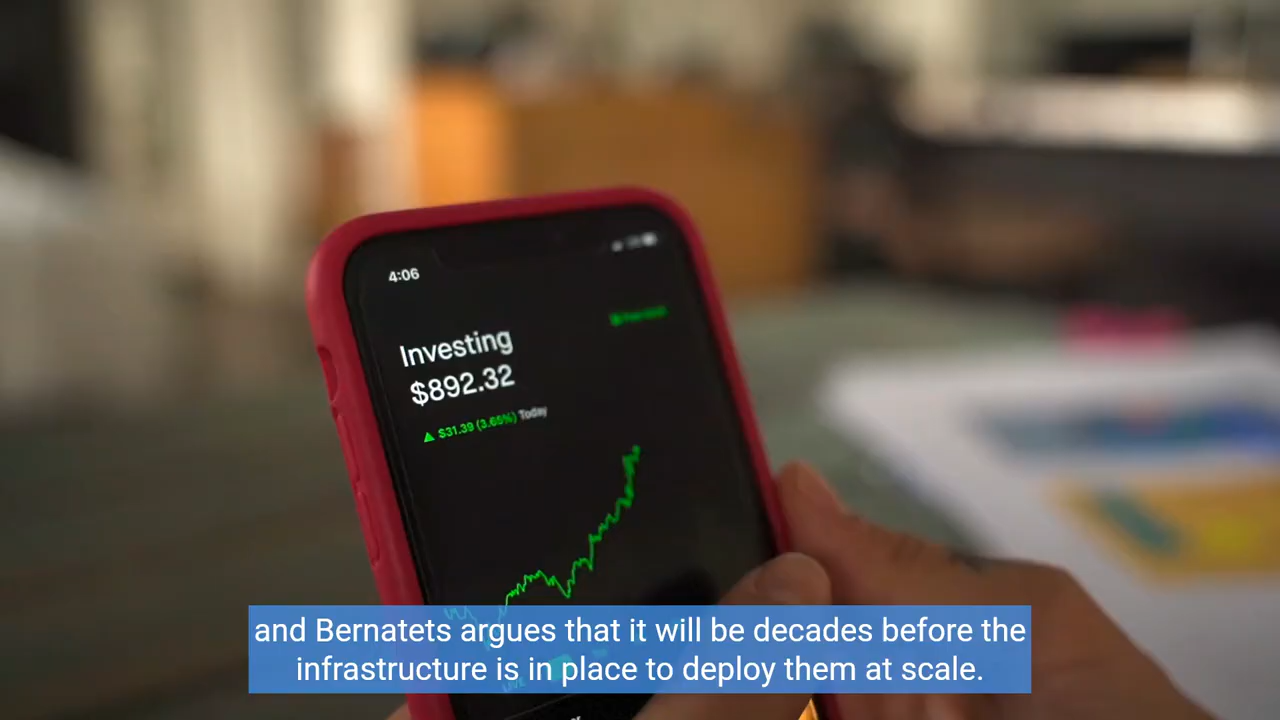 4:06
Investing
$892.32
▲ $31.39 (3.65%) Today
and Bernatets argues that it will be decades before the
infrastructure is in place to deploy them at scale.